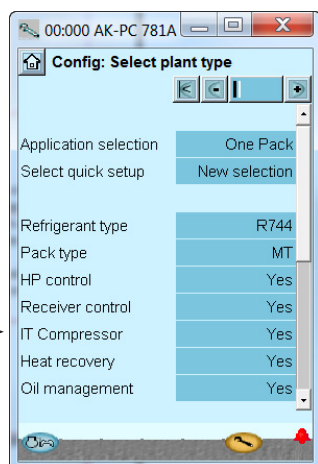 00:000 AK-PC 781A
Config: Select plant type
Application selection One Pack
Select quick setup New selection
Refrigerant type R744
Pack type MT
HP control Yes
Receiver control Yes
IT Compressor Yes
Heat recovery Yes
Oil management Yes